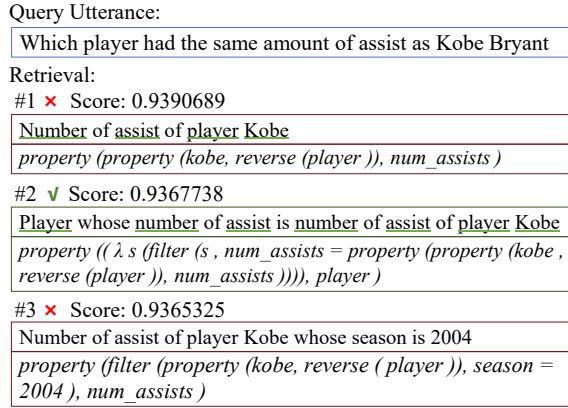 Query Utterance:
Which player had the same amount of assist as Kobe Bryant
Retrieval:
#1 × Score: 0.9390689
Number of assist of player Kobe
property (property (kobe, reverse (player )), num_assists )
#2 √ Score: 0.9367738
Player whose number of assist is number of assist of player Kobe
property (( λ s (filter (s , num_assists = property (property (kobe ,
reverse (player )), num_assists )))), player )
#3 × Score: 0.9365325
Number of assist of player Kobe whose season is 2004
property (filter (property (kobe, reverse ( player )), season =
2004 ), num_assists )